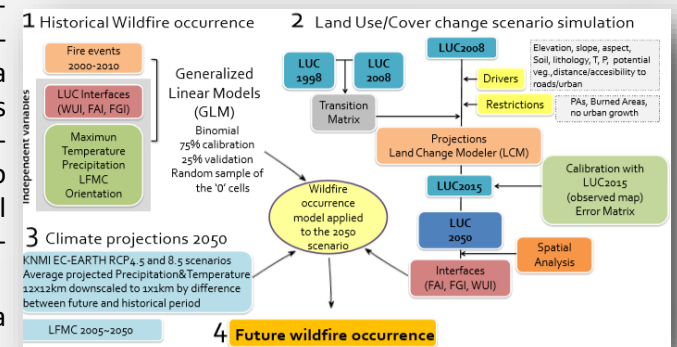 1 Historical Wildfire occurrence
Fire events
2000-2010
Independent variables
LUC Interfaces
(WUI, FAI, FGI)
Maximun
Temperature
Precipitation
LFMC
Orientation
Generalized
Linear Models
(GLM)
Binomial
75% calibration
25% validation
Random sample of
the '0' cells
Wildfire
occurrence
model applied
to the 2050
scenario
2 Land Use/Cover change scenario simulation
LUC
1998
LUC
2008
Transition
Matrix
LUC2008
Drivers
Elevation, slope, aspect,
Soil, lithology, T, P, potential
veg.,distance/accesibility to
roads/urban
Restrictions
PAs, Burned Areas,
no urban growth
Projections
Land Change Modeler (LCM)
LUC2015
Calibration with
LUC2015
(observed map)
Error Matrix
LUC
2050
Spatial
Analysis
Interfaces
(FAI, FGI, WUI)
3 Climate projections 2050
KNMI EC-EARTH RCP4.5 and 8.5 scenarios
Average projected Precipitation&Temperature
12x12km downscaled to 1x1km by difference
between future and historical period
LFMC 2005~2050
4 Future wildfire occurrence